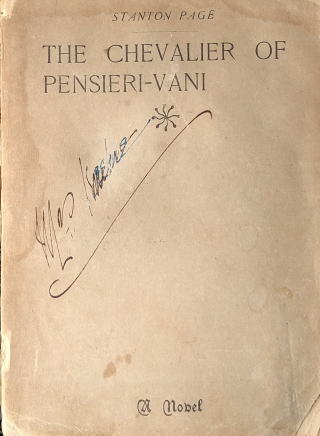 STANTON PAGE
THE CHEVALIER OF
PENSIERI-VANI
A Novel